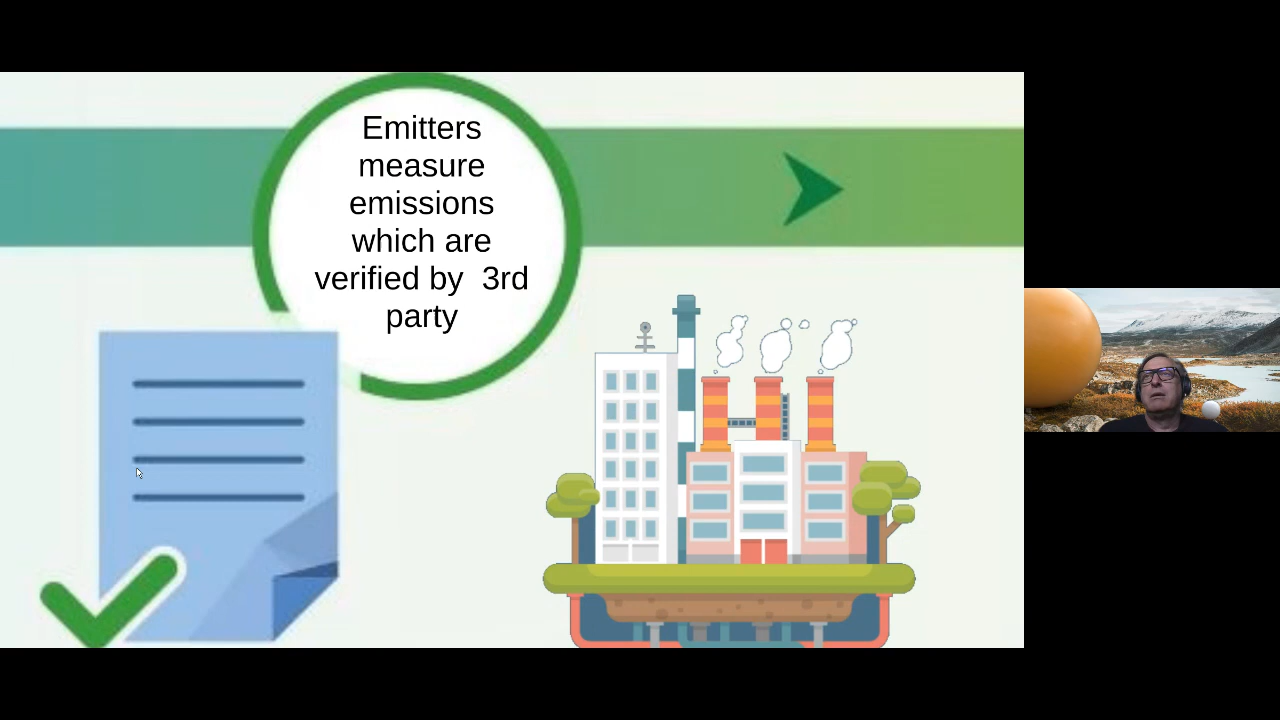 Emitters
measure
emissions
which are
verified by  3rd
party